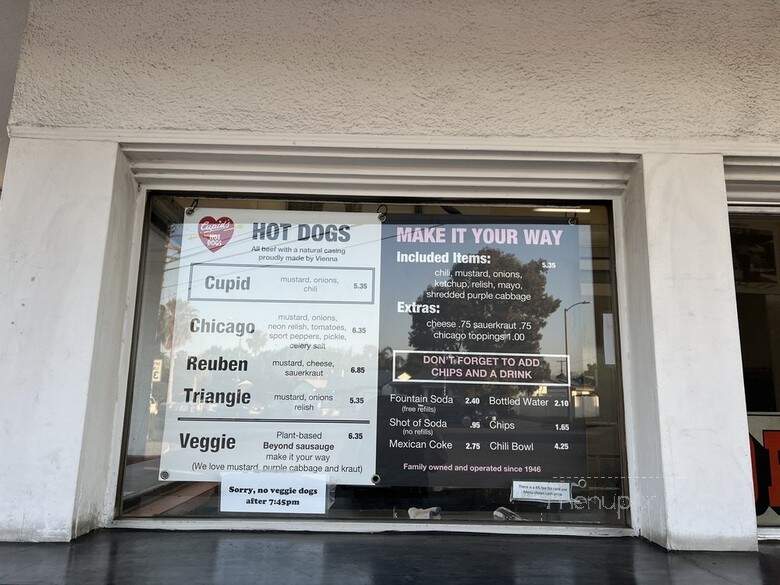 Cupid's
HOT
DOGS
HOT DOGS
All beef with a natural casing
proudly made by Vienna
Cupid mustard, onions, chili 5.35
Chicago mustard, onions,
neon relish, tomatoes, 6.35
sport peppers, pickle,
celery salt
Reuben mustard, cheese, 6.85
sauerkraut
Triangle mustard, onions 5.35
relish
Veggie Plant-based 6.35
Beyond sausauge
make it your way
(We love mustard, purple cabbage and kraut)
Sorry, no veggie dogs
after 7:45pm
MAKE IT YOUR WAY
Included Items: 5.35
chili, mustard, onions,
ketchup, relish, mayo,
shredded purple cabbage
Extras:
cheese .75 sauerkraut .75
chicago toppings 1.00
DON'T FORGET TO ADD
CHIPS AND A DRINK
Fountain Soda 2.40 Bottled Water 2.10
(free refills)
Shot of Soda .95 Chips 1.65
(no refills)
Mexican Coke 2.75 Chili Bowl 4.25
Family owned and operated since 1946
menupix